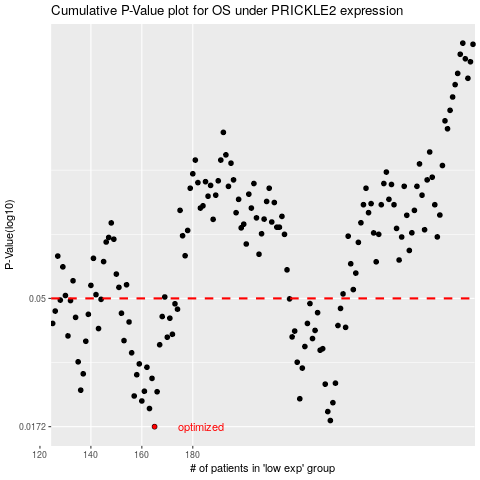 Cumulative P-Value plot for OS under PRICKLE2 expression
P-Value(log10)
0.05
0.0172
optimized
120 140 160 180
# of patients in 'low exp' group